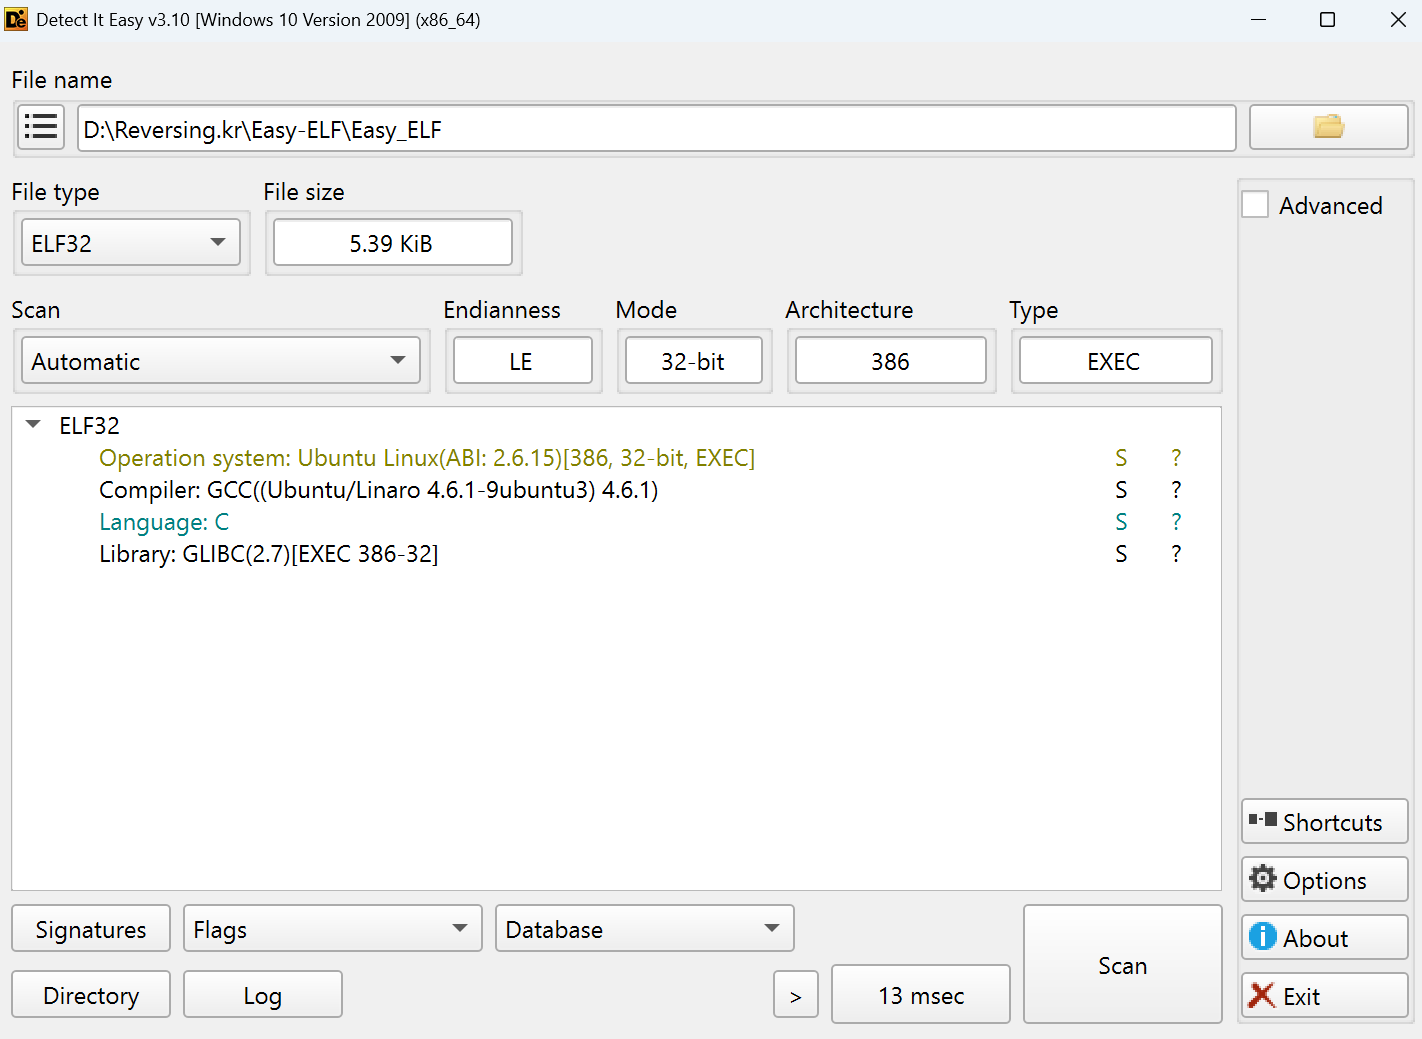 Detect It Easy v3.10 [Windows 10 Version 2009] (x86_64)
File name
D:\Reversing.kr\Easy-ELF\Easy_ELF
File type File size
ELF32 5.39 KiB
Advanced
Scan Endianness Mode Architecture Type
Automatic LE 32-bit 386 EXEC
ELF32
Operation system: Ubuntu Linux(ABI: 2.6.15)[386, 32-bit, EXEC] S ?
Compiler: GCC((Ubuntu/Linaro 4.6.1-9ubuntu3) 4.6.1) S ?
Language: C S ?
Library: GLIBC(2.7)[EXEC 386-32] S ?
Shortcuts
Options
Signatures Flags Database
About
Scan
Directory Log > 13 msec
Exit